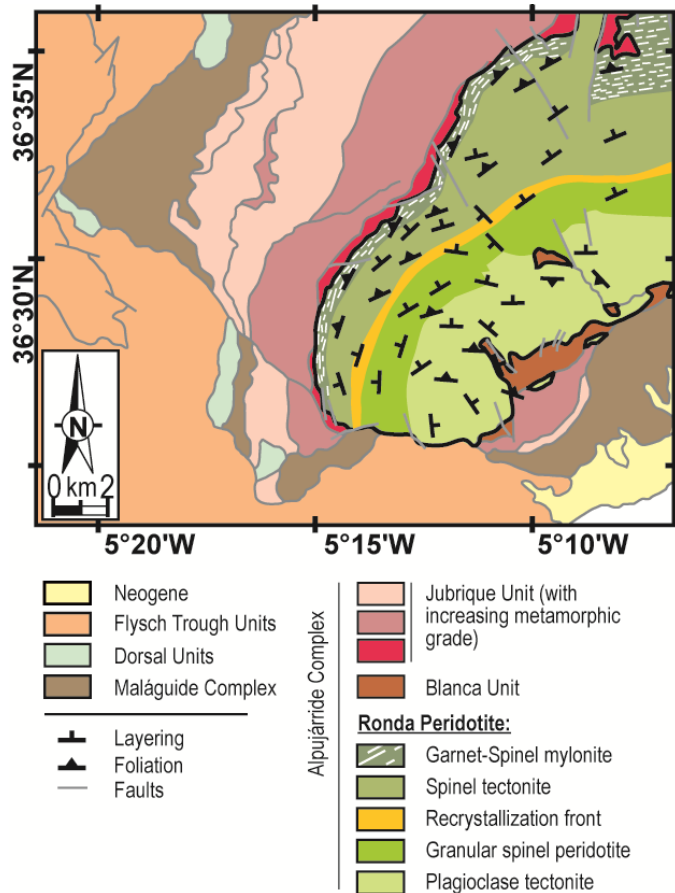 36°35'N
36°30'N
N
0 km 2
5°20'W
5°15'W
5°10'W
Neogene
Flysch Trough Units
Dorsal Units
Maláguide Complex
Layering
Foliation
Faults
Alpujárride Complex
Jubrique Unit (with
increasing metamorphic
grade)
Blanca Unit
Ronda Peridotite:
Garnet-Spinel mylonite
Spinel tectonite
Recrystallization front
Granular spinel peridotite
Plagioclase tectonite